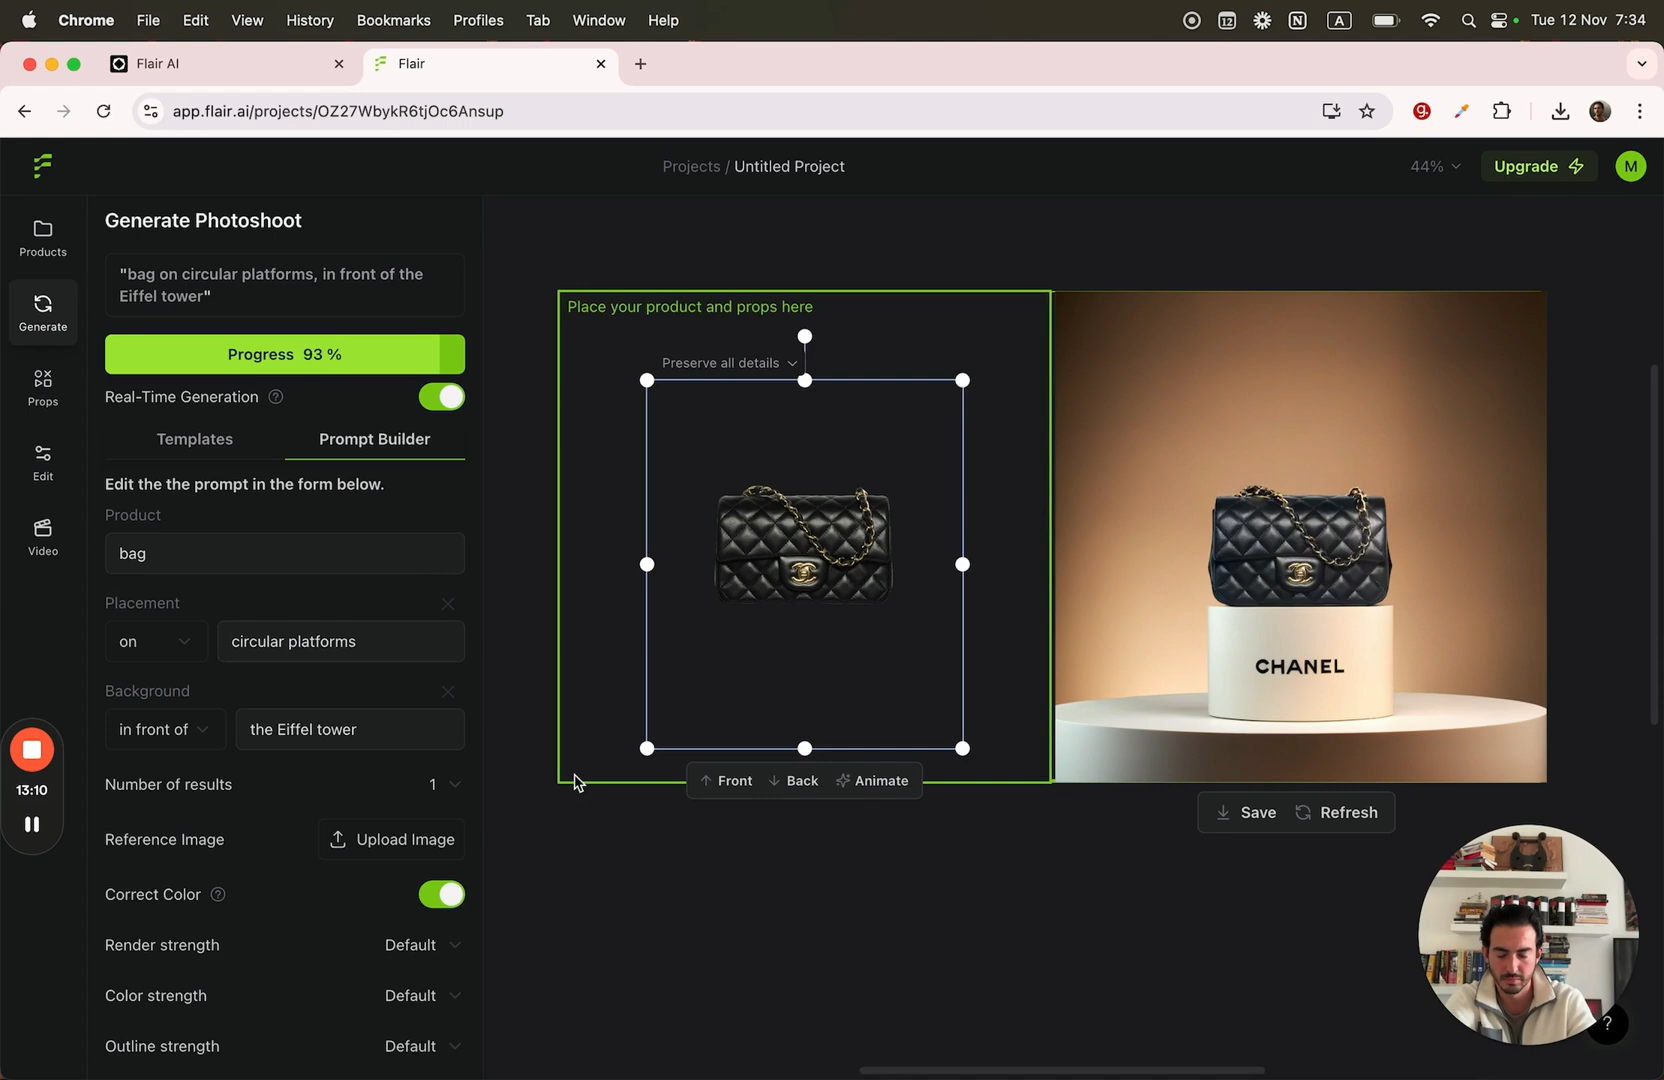 Chrome File Edit View History Bookmarks Profiles Tab Window Help
12 N A Tue 12 Nov 7:34
Flair AI
Flair
app.flair.ai/projects/OZ27WbykR6tjOc6Ansup
g.
Projects / Untitled Project
44%
Upgrade
M
Products
Generate
Props
Edit
Video
13:10
Generate Photoshoot
"bag on circular platforms, in front of the
Eiffel tower"
Progress 93 %
Real-Time Generation ?
Templates
Prompt Builder
Edit the the prompt in the form below.
Product
bag
Placement
on
circular platforms
Background
in front of
the Eiffel tower
Number of results
1
Reference Image
Upload Image
Correct Color ?
Render strength
Default
Color strength
Default
Outline strength
Default
Place your product and props here
Preserve all details
Front
Back
Animate
CHANEL
Save
Refresh
?